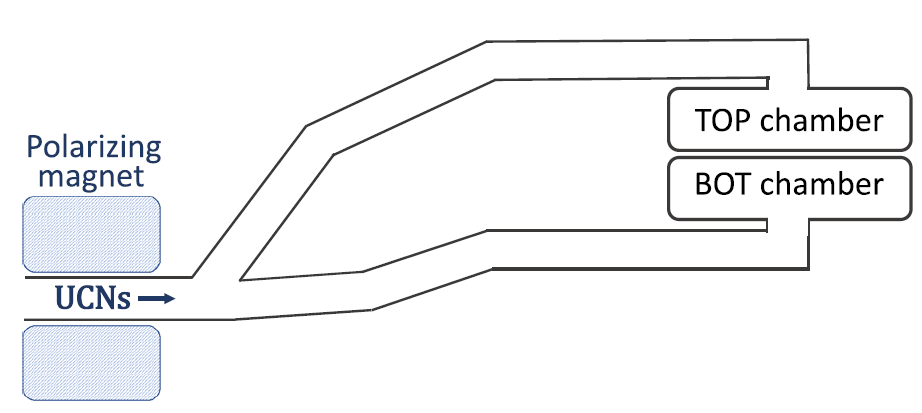 Polarizing
magnet
UCNs
TOP chamber
BOT chamber